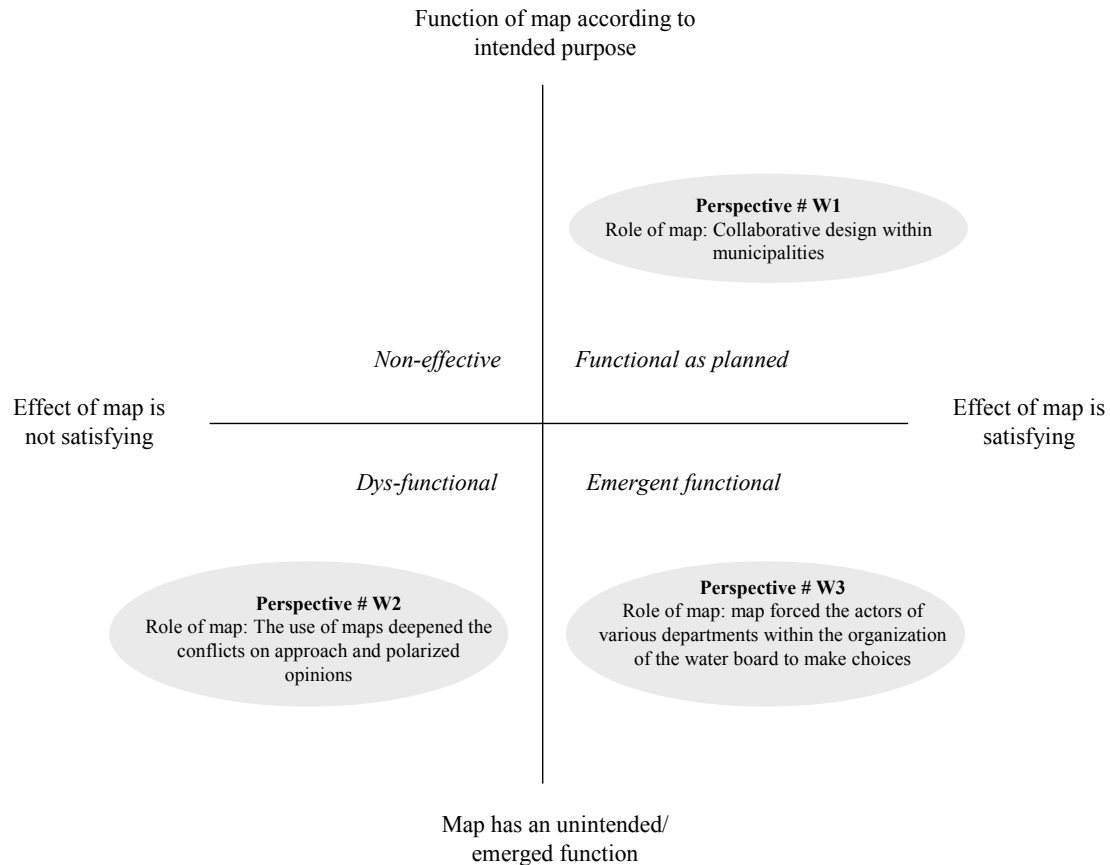 Function of map according to
intended purpose
Perspective # W1
Role of map: Collaborative design within
municipalities
Non-effective
Functional as planned
Effect of map is
not satisfying
Effect of map is
satisfying
Dys-functional
Emergent functional
Perspective # W2
Role of map: The use of maps deepened the
conflicts on approach and polarized
opinions
Perspective # W3
Role of map: map forced the actors of
various departments within the organization
of the water board to make choices
Map has an unintended/
emerged function